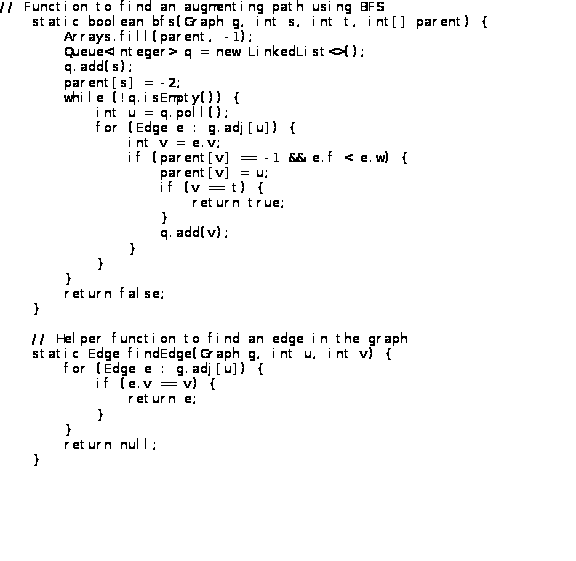 // Function to find an augmenting path using BFS
    static boolean bfs(Graph g, int s, int t, int[] parent) {
        Arrays.fill(parent, -1);
        Queue<Integer> q = new LinkedList<>();
        q.add(s);
        parent[s] = -2;
        while (!q.isEmpty()) {
            int u = q.poll();
            for (Edge e : g.adj[u]) {
                int v = e.v;
                if (parent[v] == -1 && e.f < e.w) {
                    parent[v] = u;
                    if (v == t) {
                        return true;
                    }
                    q.add(v);
                }
            }
        }
        return false;
    }

    // Helper function to find an edge in the graph
    static Edge findEdge(Graph g, int u, int v) {
        for (Edge e : g.adj[u]) {
            if (e.v == v) {
                return e;
            }
        }
        return null;
    }